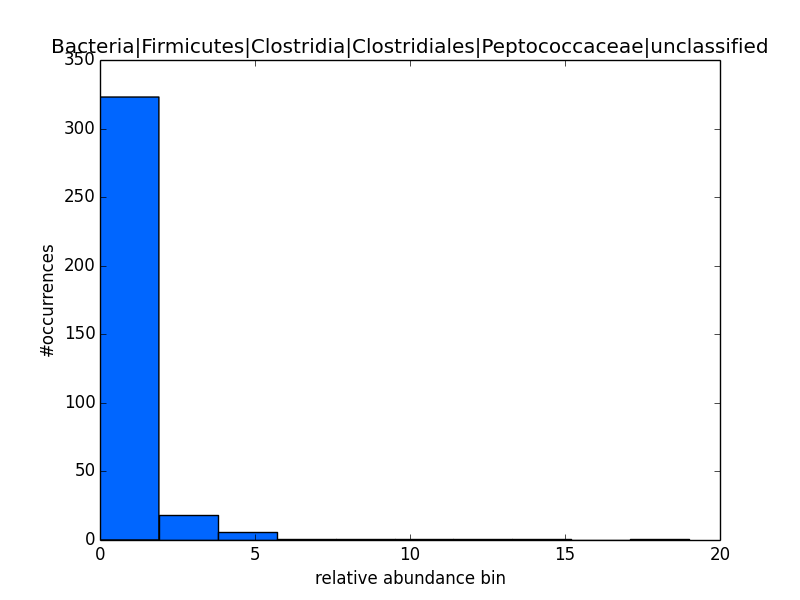 Bacteria|Firmicutes|Clostridia|Clostridiales|Peptococcaceae|unclassified
350
300
250
200
150
100
50
0
#occurrences
0 5 10 15 20
relative abundance bin